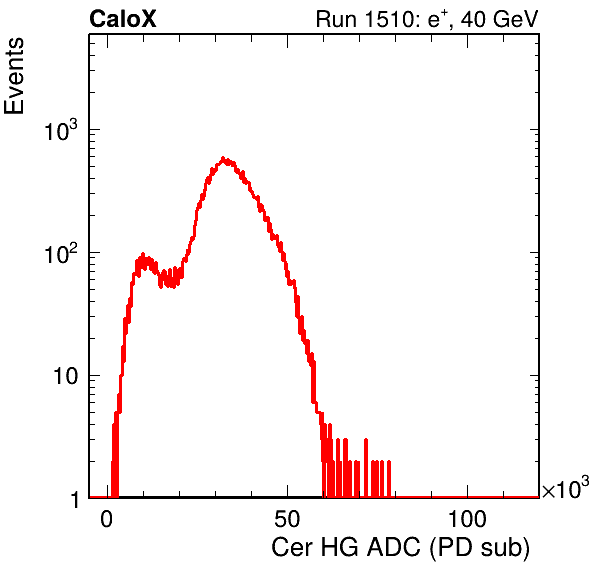 CaloX
Run 1510: e+, 40 GeV
Events
10³
10²
10
1
0
50
100
×10³
Cer HG ADC (PD sub)